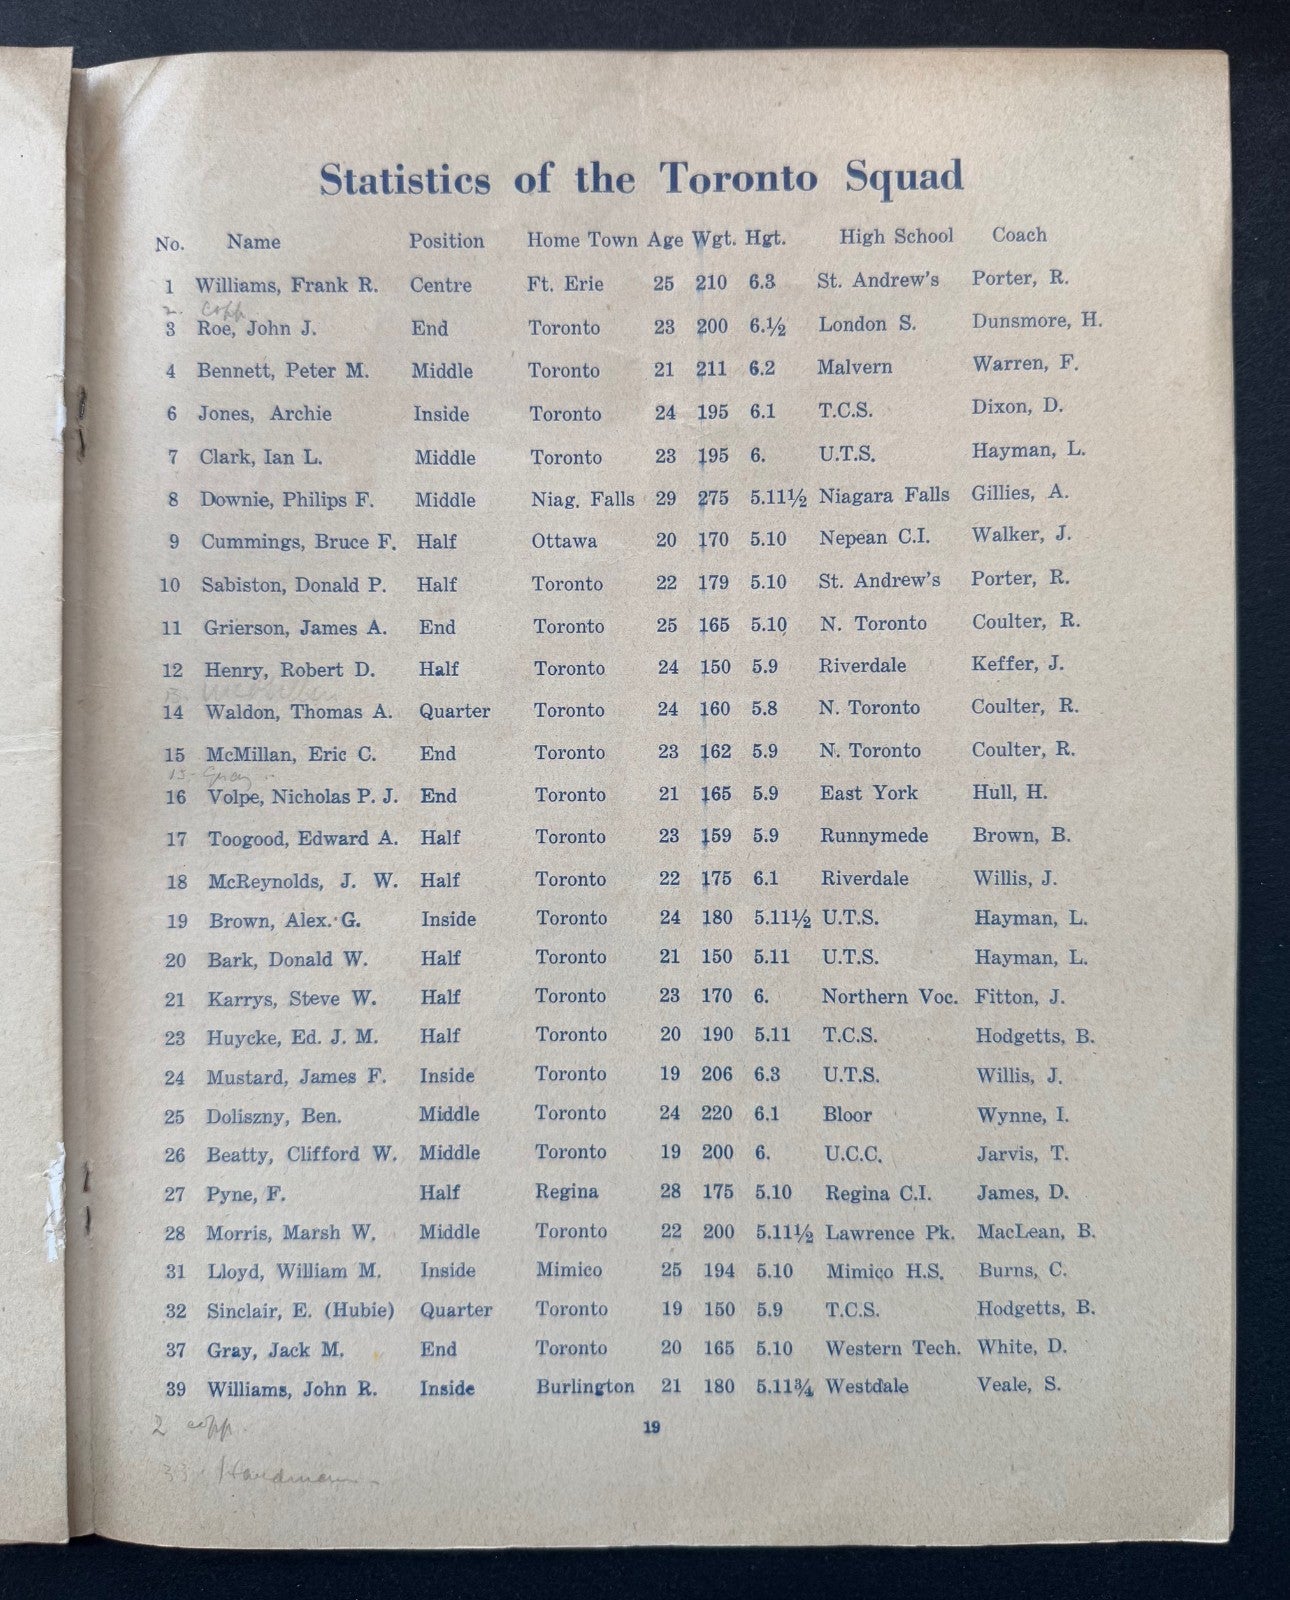 Statistics of the Toronto Squad
No. Name Position Home Town Age Wgt. Hgt. High School Coach
1 Williams, Frank R. Centre Ft. Erie 25 210 6.3 St. Andrew's Porter, R.
2. Copp
3 Roe, John J. End Toronto 23 200 6.½ London S. Dunsmore, H.
4 Bennett, Peter M. Middle Toronto 21 211 6.2 Malvern Warren, F.
6 Jones, Archie Inside Toronto 24 195 6.1 T.C.S. Dixon, D.
7 Clark, Ian L. Middle Toronto 23 195 6. U.T.S. Hayman, L.
8 Downie, Philips F. Middle Niag. Falls 29 275 5.11½ Niagara Falls Gillies, A.
9 Cummings, Bruce F. Half Ottawa 20 170 5.10 Nepean C.I. Walker, J.
10 Sabiston, Donald P. Half Toronto 22 179 5.10 St. Andrew's Porter, R.
11 Grierson, James A. End Toronto 25 165 5.10 N. Toronto Coulter, R.
12 Henry, Robert D. Half Toronto 24 150 5.9 Riverdale Keffer, J.
14 Waldon, Thomas A. Quarter Toronto 24 160 5.8 N. Toronto Coulter, R.
15 McMillan, Eric C. End Toronto 23 162 5.9 N. Toronto Coulter, R.
15- Gray -
16 Volpe, Nicholas P. J. End Toronto 21 165 5.9 East York Hull, H.
17 Toogood, Edward A. Half Toronto 23 159 5.9 Runnymede Brown, B.
18 McReynolds, J. W. Half Toronto 22 175 6.1 Riverdale Willis, J.
19 Brown, Alex. G. Inside Toronto 24 180 5.11½ U.T.S. Hayman, L.
20 Bark, Donald W. Half Toronto 21 150 5.11 U.T.S. Hayman, L.
21 Karrys, Steve W. Half Toronto 23 170 6. Northern Voc. Fitton, J.
23 Huycke, Ed. J. M. Half Toronto 20 190 5.11 T.C.S. Hodgetts, B.
24 Mustard, James F. Inside Toronto 19 206 6.3 U.T.S. Willis, J.
25 Doliszny, Ben. Middle Toronto 24 220 6.1 Bloor Wynne, I.
26 Beatty, Clifford W. Middle Toronto 19 200 6. U.C.C. Jarvis, T.
27 Pyne, F. Half Regina 28 175 5.10 Regina C.I. James, D.
28 Morris, Marsh W. Middle Toronto 22 200 5.11½ Lawrence Pk. MacLean, B.
31 Lloyd, William M. Inside Mimico 25 194 5.10 Mimico H.S. Burns, C.
32 Sinclair, E. (Hubie) Quarter Toronto 19 150 5.9 T.C.S. Hodgetts, B.
37 Gray, Jack M. End Toronto 20 165 5.10 Western Tech. White, D.
39 Williams, John R. Inside Burlington 21 180 5.11¾ Westdale Veale, S.
2 copp.
19
33